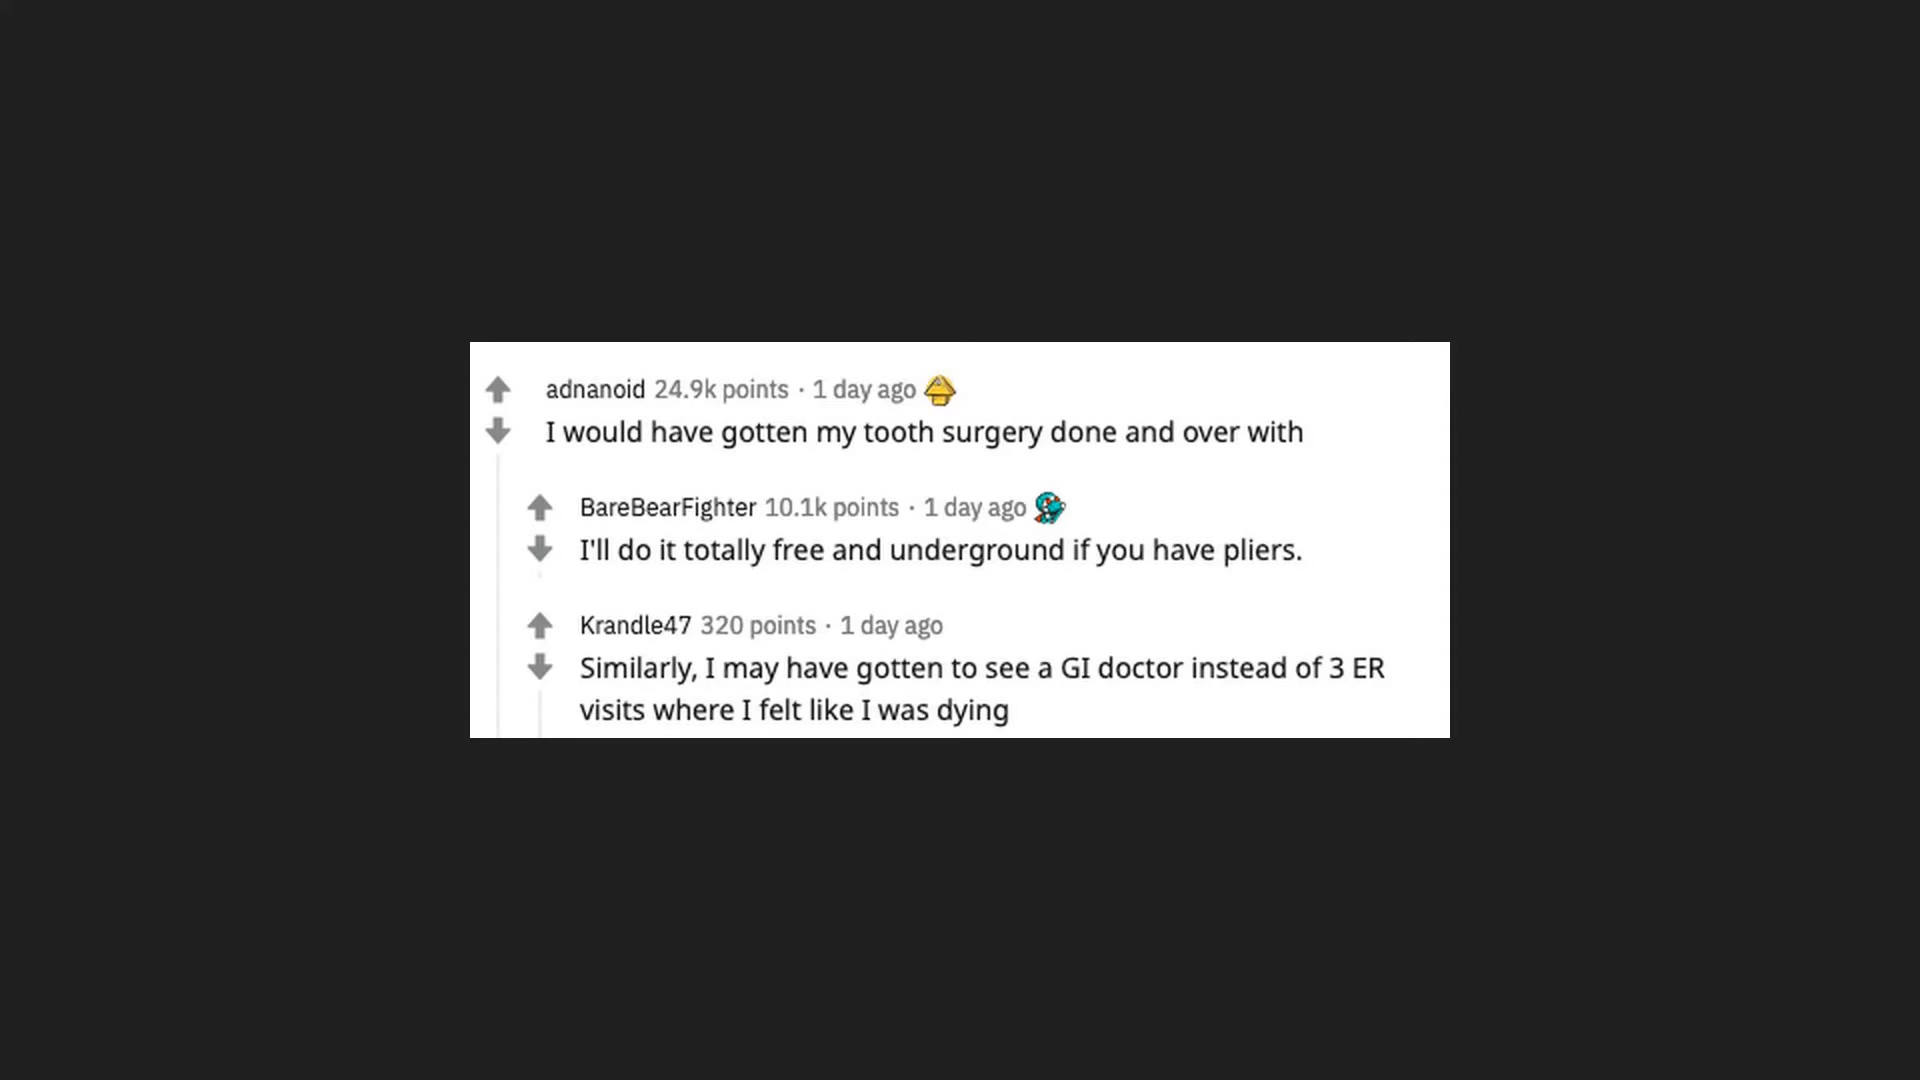 adnanoid 24.9k points · 1 day ago
I would have gotten my tooth surgery done and over with
BareBearFighter 10.1k points · 1 day ago
I'll do it totally free and underground if you have pliers.
Krandle47 320 points · 1 day ago
Similarly, I may have gotten to see a GI doctor instead of 3 ER
visits where I felt like I was dying